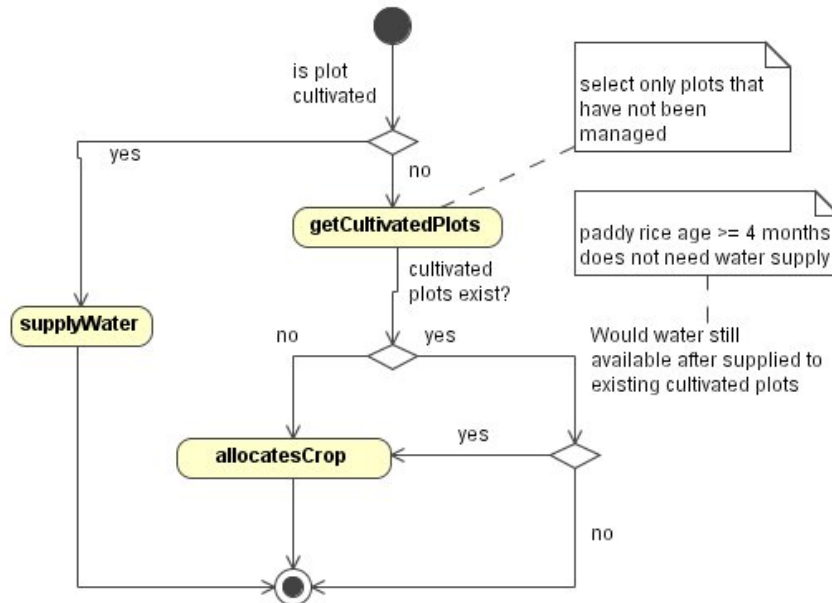 is plot
cultivated
select only plots that
have not been
managed
yes
no
getCultivatedPlots
paddy rice age >= 4 months
does not need water supply
cultivated
plots exist?
supplyWater
no
yes
Would water still
available after supplied to
existing cultivated plots
yes
allocatesCrop
no